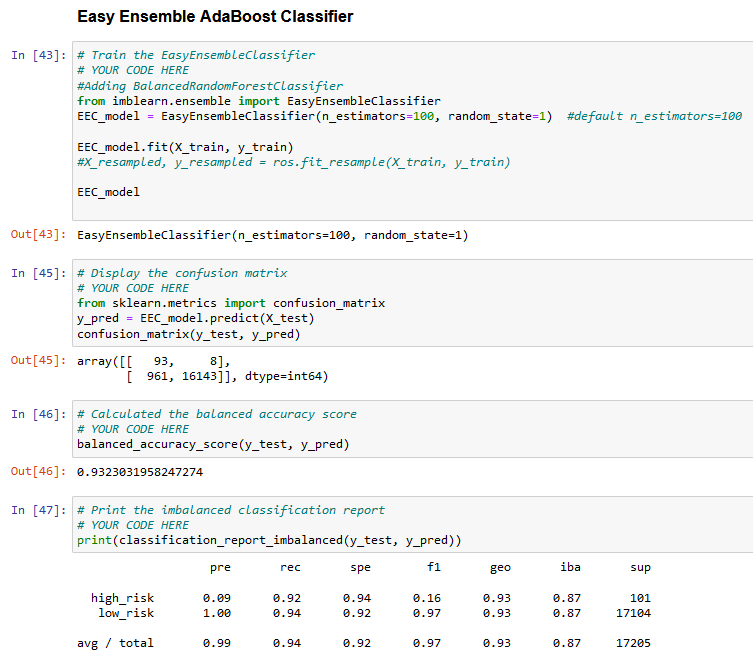 Easy Ensemble AdaBoost Classifier
In [43]: # Train the EasyEnsembleClassifier
# YOUR CODE HERE
#Adding BalancedRandomForestClassifier
from imblearn.ensemble import EasyEnsembleClassifier
EEC_model = EasyEnsembleClassifier(n_estimators=100, random_state=1)  #default n_estimators=100
EEC_model.fit(X_train, y_train)
#X_resampled, y_resampled = ros.fit_resample(X_train, y_train)
EEC_model
Out[43]: EasyEnsembleClassifier(n_estimators=100, random_state=1)
In [45]: # Display the confusion matrix
# YOUR CODE HERE
from sklearn.metrics import confusion_matrix
y_pred = EEC_model.predict(X_test)
confusion_matrix(y_test, y_pred)
Out[45]: array([[   93,     8],
       [  961, 16143]], dtype=int64)
In [46]: # Calculated the balanced accuracy score
# YOUR CODE HERE
balanced_accuracy_score(y_test, y_pred)
Out[46]: 0.9323031958247274
In [47]: # Print the imbalanced classification report
# YOUR CODE HERE
print(classification_report_imbalanced(y_test, y_pred))
pre rec spe f1 geo iba sup
high_risk 0.09 0.92 0.94 0.16 0.93 0.87 101
low_risk 1.00 0.94 0.92 0.97 0.93 0.87 17104
avg / total 0.99 0.94 0.92 0.97 0.93 0.87 17205